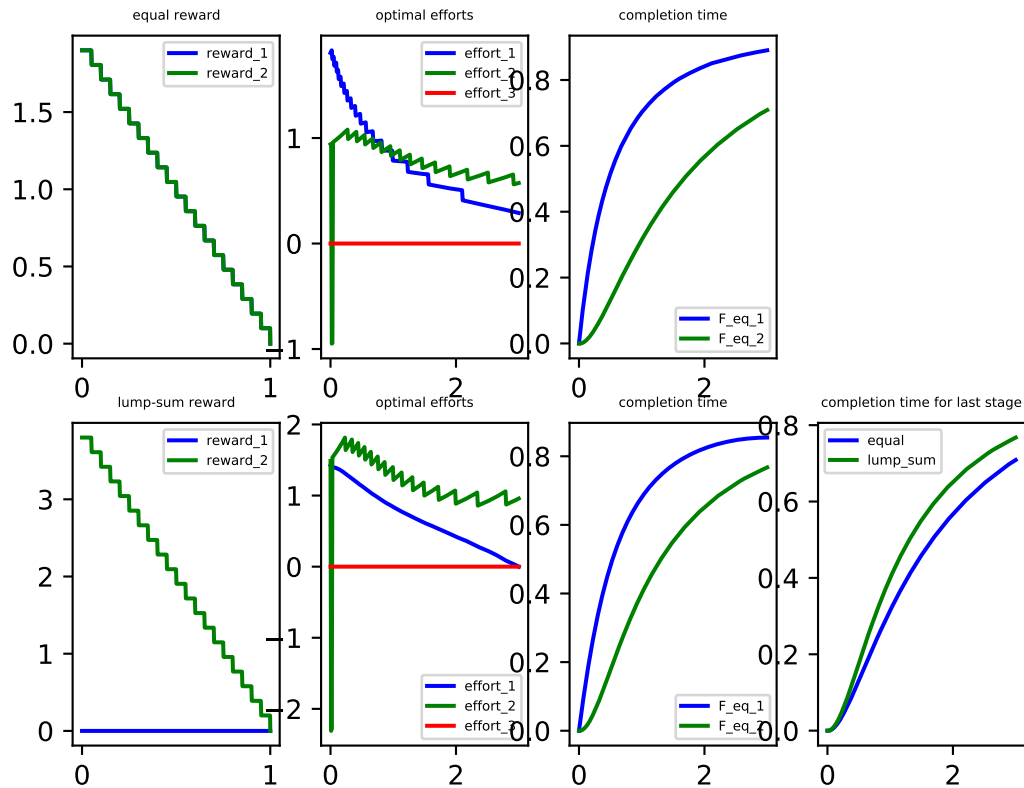 equal reward
optimal efforts
completion time
reward_1
reward_2
effort_1
effort_2
effort_3
F_eq_1
F_eq_2
1.5
1.0
0.5
0.0
0
1
1
0
−1
0
2
0.8
0.6
0.4
0.2
0.0
0
2
lump-sum reward
optimal efforts
completion time
completion time for last stage
reward_1
reward_2
effort_1
effort_2
effort_3
F_eq_1
F_eq_2
equal
lump_sum
3
2
1
0
0
1
2
1
0
−1
−2
0
2
0.8
0.6
0.4
0.2
0.0
0
2
0.8
0.6
0.4
0.2
0.0
0
2